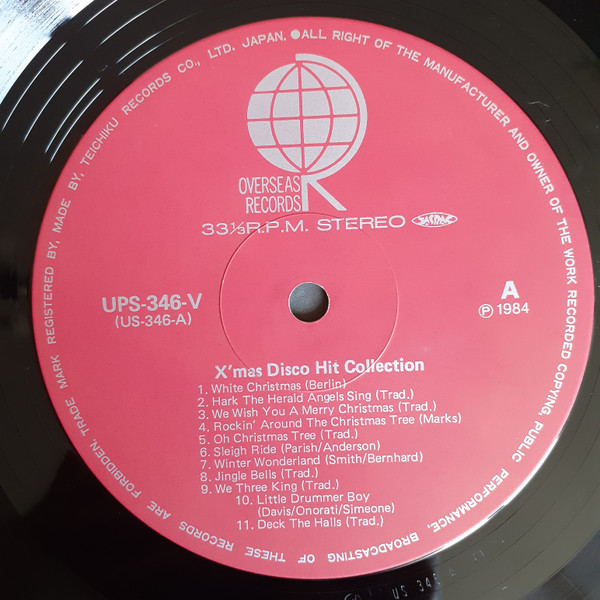 TRADE MARK REGISTERED BY, MADE BY, TEICHIKU RECORDS CO., LTD. JAPAN. ●ALL RIGHT OF THE MANUFACTURER AND OWNER OF THE WORK RECORDED COPYING, PUBLIC PERFORMANCE, BROADCASTING OF THESE RECORDS ARE FORBIDDEN,
OVERSEAS
RECORDS
33⅓R.P.M. STEREO JASRAC
UPS-346-V
(US-346-A)
A
Ⓟ 1984
X'mas Disco Hit Collection
1. White Christmas (Berlin)
2. Hark The Herald Angels Sing (Trad.)
3. We Wish You A Merry Christmas (Trad.)
4. Rockin' Around The Christmas Tree (Marks)
5. Oh Christmas Tree (Trad.)
6. Sleigh Ride (Parish/Anderson)
7. Winter Wonderland (Smith/Bernhard)
8. Jingle Bells (Trad.)
9. We Three King (Trad.)
10. Little Drummer Boy
(Davis/Onorati/Simeone)
11. Deck The Halls (Trad.)
US 346